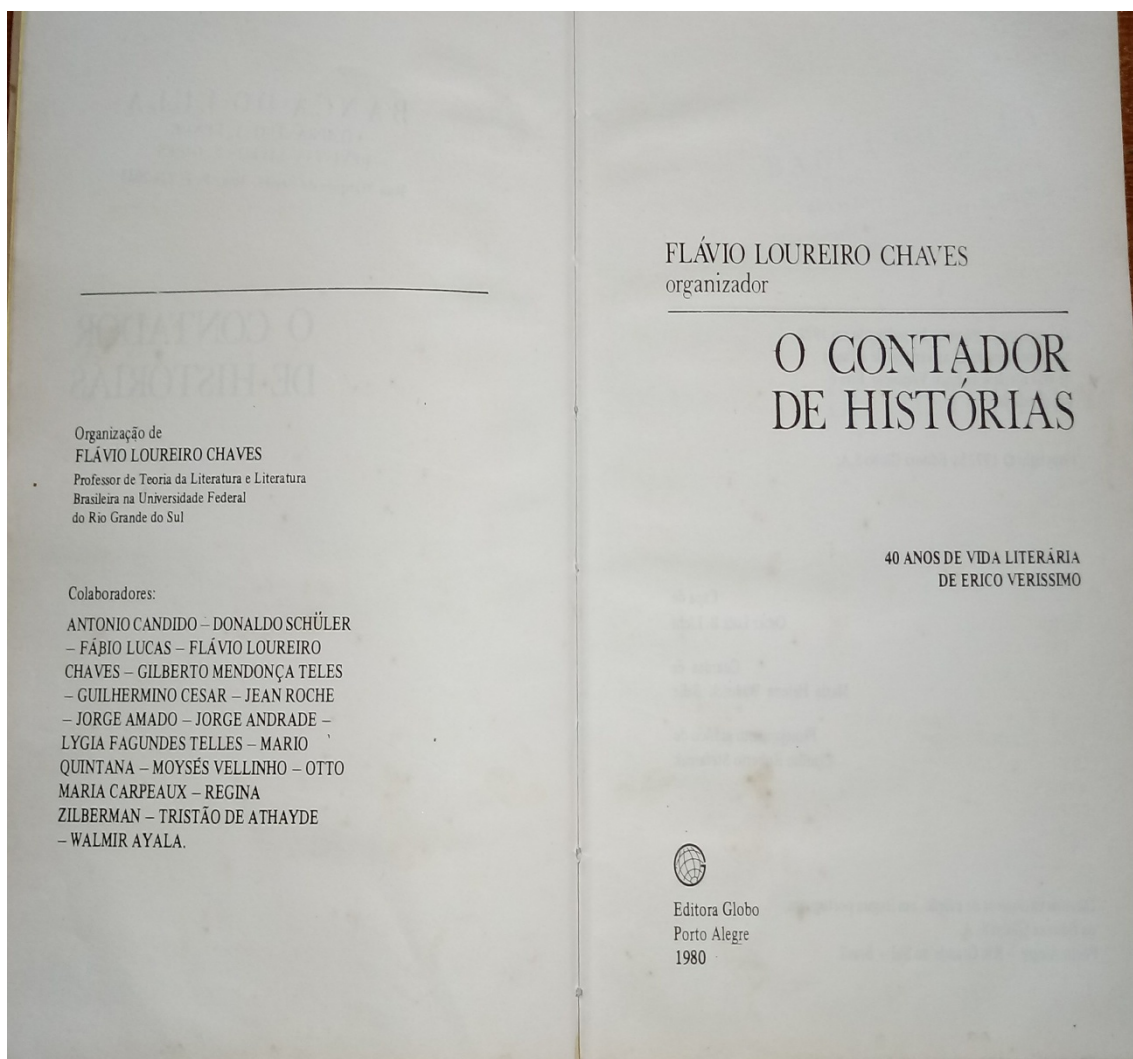 Organização de
FLÁVIO LOUREIRO CHAVES
Professor de Teoria da Literatura e Literatura
Brasileira na Universidade Federal
do Rio Grande do Sul
Colaboradores:
ANTONIO CANDIDO – DONALDO SCHÜLER
– FÁBIO LUCAS – FLÁVIO LOUREIRO
CHAVES – GILBERTO MENDONÇA TELES
– GUILHERMINO CESAR – JEAN ROCHE
– JORGE AMADO – JORGE ANDRADE –
LYGIA FAGUNDES TELLES – MARIO
QUINTANA – MOYSÉS VELLINHO – OTTO
MARIA CARPEAUX – REGINA
ZILBERMAN – TRISTÃO DE ATHAYDE
– WALMIR AYALA.
FLÁVIO LOUREIRO CHAVES
organizador
O CONTADOR
DE HISTÓRIAS
40 ANOS DE VIDA LITERÁRIA
DE ERICO VERISSIMO
Editora Globo
Porto Alegre
1980